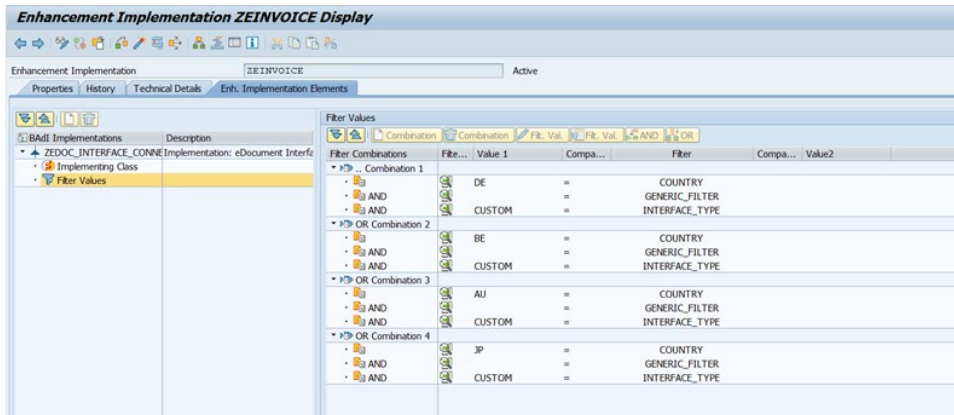 Enhancement Implementation ZEINVOICE Display
Enhancement Implementation ZEINVOICE Active
Properties History Technical Details Enh. Implementation Elements
Filter Values
Combination Combination Filt. Val. Filt. Val. AND OR
BAdI Implementations Description
Filter Combinations Filte... Value 1 Compa... Filter Compa... Value2
ZEDOC_INTERFACE_CONNE Implementation: eDocument Interfa
.. Combination 1
Implementing Class
DE = COUNTRY
Filter Values
AND = GENERIC_FILTER
AND CUSTOM = INTERFACE_TYPE
OR Combination 2
BE = COUNTRY
AND = GENERIC_FILTER
AND CUSTOM = INTERFACE_TYPE
OR Combination 3
AU = COUNTRY
AND = GENERIC_FILTER
AND CUSTOM = INTERFACE_TYPE
OR Combination 4
JP = COUNTRY
AND = GENERIC_FILTER
AND CUSTOM = INTERFACE_TYPE